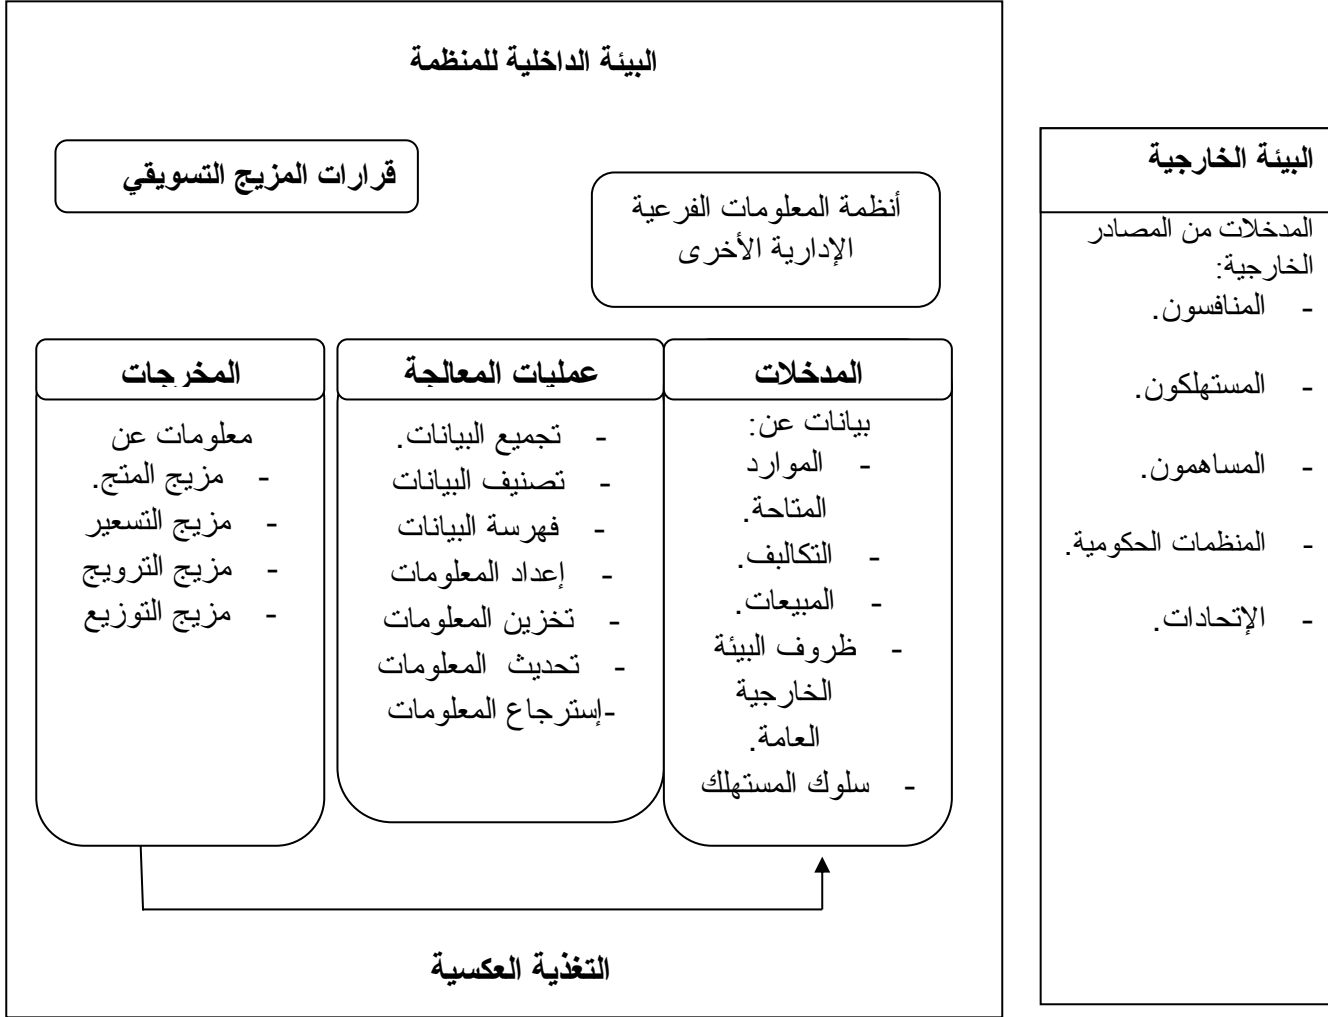 البيئة الداخلية للمنظمة
البيئة الخارجية
المدخلات من المصادر
الخارجية:
- المنافسون.
- المستهلكون.
- المساهمون.
- المنظمات الحكومية.
- الإتحادات.
أنظمة المعلومات الفرعية
الإدارية الأخرى
قرارات المزيج التسويقي
المدخلات
بيانات عن:
- الموارد
المتاحة.
- التكاليف.
- المبيعات.
- ظروف البيئة
الخارجية
العامة.
- سلوك المستهلك
عمليات المعالجة
- تجميع البيانات.
- تصنيف البيانات
- فهرسة البيانات
- إعداد المعلومات
- تخزين المعلومات
- تحديث المعلومات
-إسترجاع المعلومات
المخرجات
معلومات عن
- مزيج المتج.
- مزيج التسعير
- مزيج الترويج
- مزيج التوزيع
التغذية العكسية